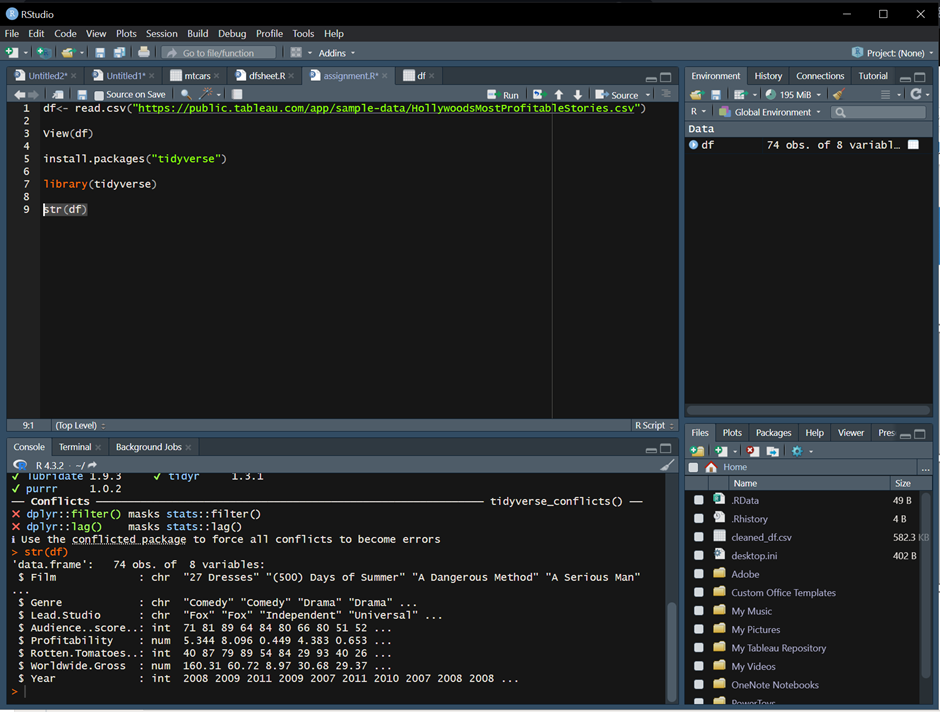 RStudio
File Edit Code View Plots Session Build Debug Profile Tools Help
Go to file/function Addins Project: (None)
Untitled2* Untitled1* mtcars dfsheet.R assignment.R* df
Source on Save Run Source
1 df<- read.csv("https://public.tableau.com/app/sample-data/HollywoodsMostProfitableStories.csv")
2
3 View(df)
4
5 install.packages("tidyverse")
6
7 library(tidyverse)
8
9 str(df)
9:1 (Top Level) R Script
Console Terminal Background Jobs
R 4.3.2 · ~/
✓ lubridate 1.9.3 ✓ tidyr 1.3.1
✓ purrr 1.0.2
── Conflicts ── tidyverse_conflicts() ──
✕ dplyr::filter() masks stats::filter()
✕ dplyr::lag() masks stats::lag()
ℹ Use the conflicted package to force all conflicts to become errors
> str(df)
'data.frame': 74 obs. of 8 variables:
$ Film : chr "27 Dresses" "(500) Days of Summer" "A Dangerous Method" "A Serious Man"
...
$ Genre : chr "Comedy" "Comedy" "Drama" "Drama" ...
$ Lead.Studio : chr "Fox" "Fox" "Independent" "Universal" ...
$ Audience..score..: int 71 81 89 64 84 80 66 80 51 52 ...
$ Profitability : num 5.344 8.096 0.449 4.383 0.653 ...
$ Rotten.Tomatoes..: int 40 87 79 89 54 84 29 93 40 26 ...
$ Worldwide.Gross : num 160.31 60.72 8.97 30.68 29.37 ...
$ Year : int 2008 2009 2011 2009 2007 2011 2010 2007 2008 2008 ...
>
Environment History Connections Tutorial
195 MiB
R Global Environment
Data
df 74 obs. of 8 variabl…
Files Plots Packages Help Viewer Pres
Home ...
Name Size
.RData 49 B
.Rhistory 4 B
cleaned_df.csv 582.3 KB
desktop.ini 402 B
Adobe
Custom Office Templates
My Music
My Pictures
My Tableau Repository
My Videos
OneNote Notebooks
PowerToys